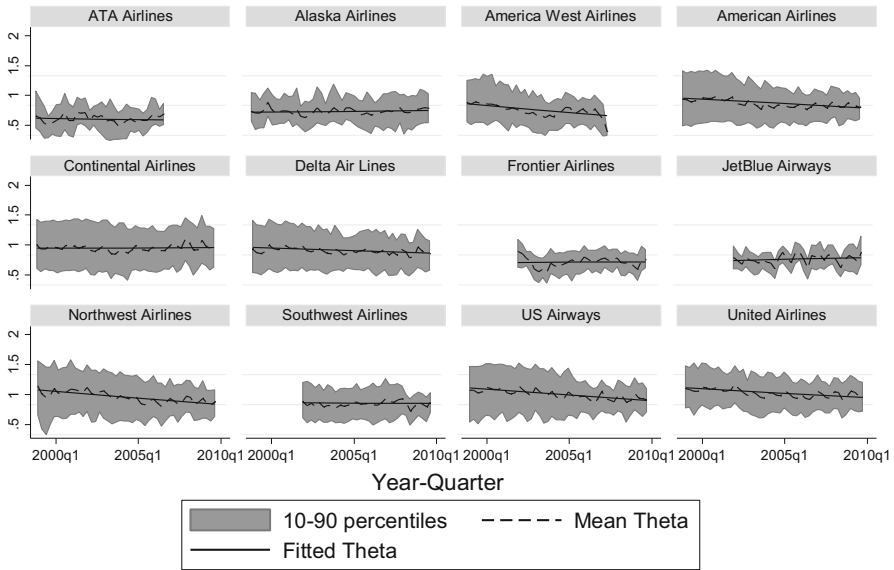 ATA Airlines Alaska Airlines America West Airlines American Airlines
2
1.5
1
.5
Continental Airlines Delta Air Lines Frontier Airlines JetBlue Airways
2
1.5
1
.5
Northwest Airlines Southwest Airlines US Airways United Airlines
2
1.5
1
.5
2000q1 2005q1 2010q1 2000q1 2005q1 2010q1 2000q1 2005q1 2010q1 2000q1 2005q1 2010q1
Year-Quarter
10-90 percentiles Mean Theta
Fitted Theta